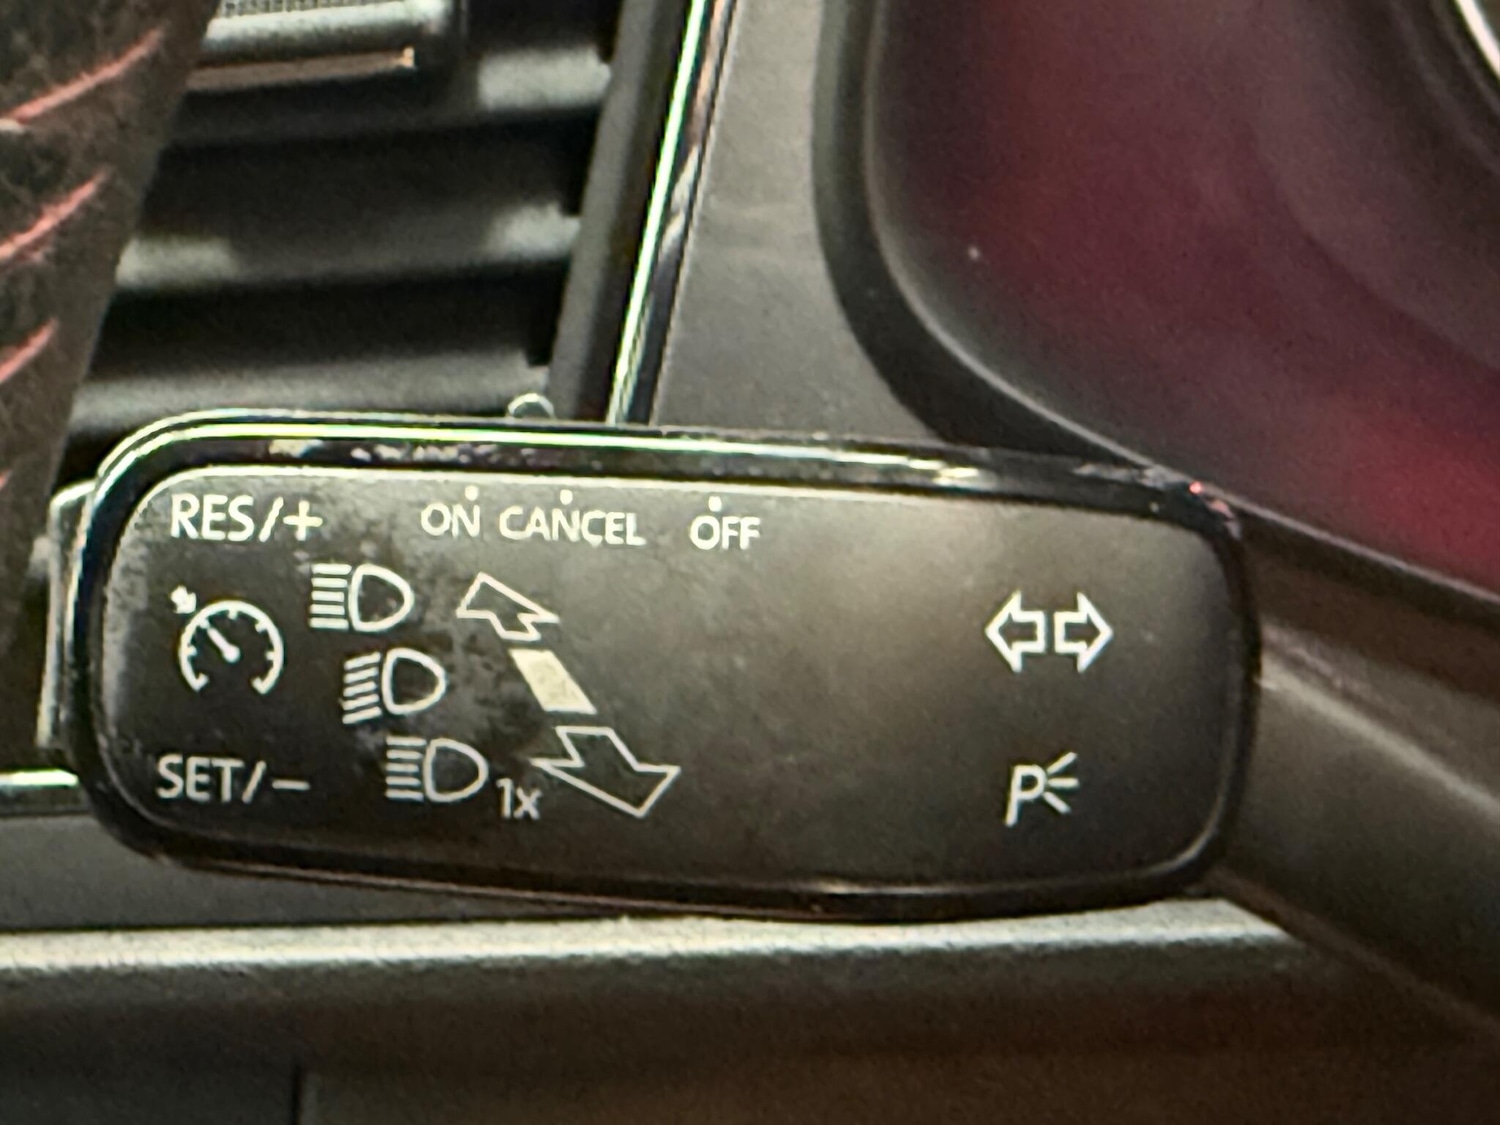 RES/+ ON CANCEL OFF
1x
SET/−
P